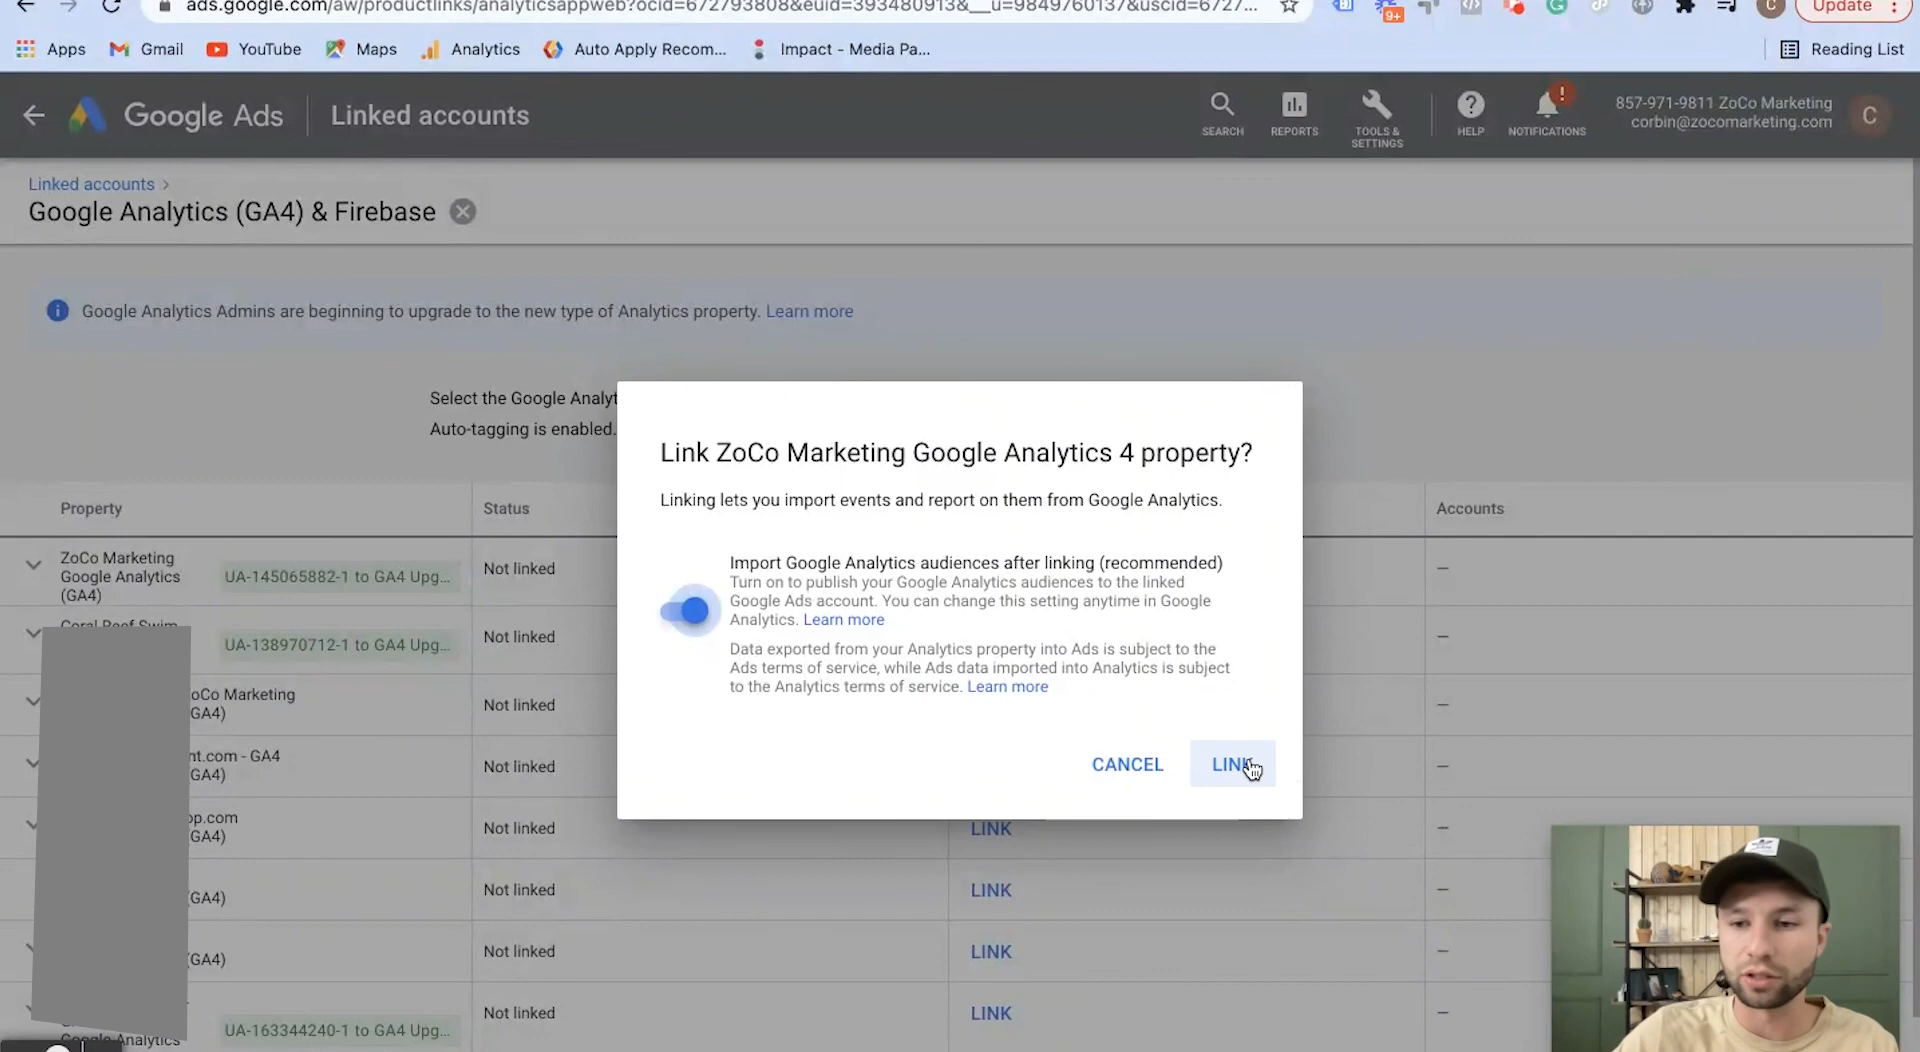 ads.google.com/aw/productlinks/analyticsappweb?ocid=672793808&euid=393480913&__u=9849760137&uscid=6727...
9+
C
Update
Apps
Gmail
YouTube
Maps
Analytics
Auto Apply Recom...
Impact - Media Pa...
Reading List
Google Ads
Linked accounts
SEARCH
REPORTS
TOOLS &
SETTINGS
HELP
NOTIFICATIONS
857-971-9811 ZoCo Marketing
corbin@zocomarketing.com
C
Linked accounts >
Google Analytics (GA4) & Firebase
Google Analytics Admins are beginning to upgrade to the new type of Analytics property. Learn more
Select the Google Analyt
Auto-tagging is enabled.
Link ZoCo Marketing Google Analytics 4 property?
Linking lets you import events and report on them from Google Analytics.
Import Google Analytics audiences after linking (recommended)
Turn on to publish your Google Analytics audiences to the linked
Google Ads account. You can change this setting anytime in Google
Analytics. Learn more
Data exported from your Analytics property into Ads is subject to the
Ads terms of service, while Ads data imported into Analytics is subject
to the Analytics terms of service. Learn more
CANCEL
LINK
Property
Status
Accounts
ZoCo Marketing
Google Analytics
(GA4)
UA-145065882-1 to GA4 Upg...
Not linked
–
Coral Reef Swim
UA-138970712-1 to GA4 Upg...
Not linked
–
oCo Marketing
GA4)
Not linked
–
nt.com - GA4
GA4)
Not linked
–
op.com
(GA4)
Not linked
LINK
–
(GA4)
Not linked
LINK
–
(GA4)
Not linked
LINK
–
Google Analytics
UA-163344240-1 to GA4 Upg...
Not linked
LINK
–